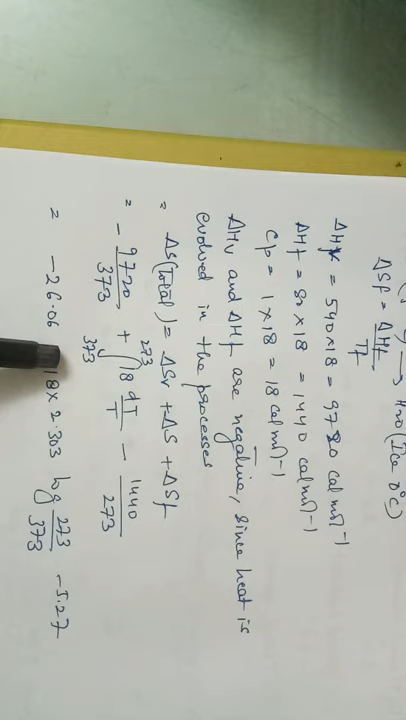 → H2O (Ice 0°C)
ΔSf = ΔHf / Tf
ΔHv = 540×18 = 9720 cal mol-1
ΔHf = 80×18 = 1440 cal mol-1
Cp = 1×18 = 18 cal mol-1
ΔHv and ΔHf are negative, since heat is
evolved in the processes
= ΔS(Total) = ΔSv + ΔS + ΔSf
= - 9720/373 + ∫373 273 18 dT/T - 1440/273
= -26.06 18×2.303 log 273/373 -5.27